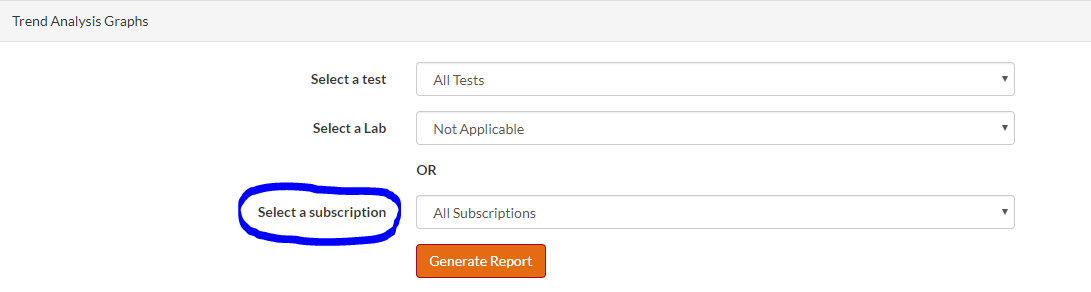 Trend Analysis Graphs
Select a test All Tests
Select a Lab Not Applicable
OR
Select a subscription All Subscriptions
Generate Report